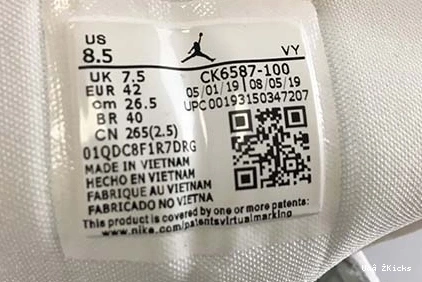 US
8.5
VY
UK 7.5
CK6587-100
EUR 42
05/01/19 | 08/05/19
cm 26.5
UPC00193150347207
BR 40
CN 265(2.5)
01QDC8F1R7DRG
MADE IN VIETNAM
HECHO EN VIETNAM
FABRIQUE AU VIETNAM
FABRICADO NO VIETNA
This product is covered by one or more patents:
www.nike.com/patentsvirtualmarking
ŽKicks